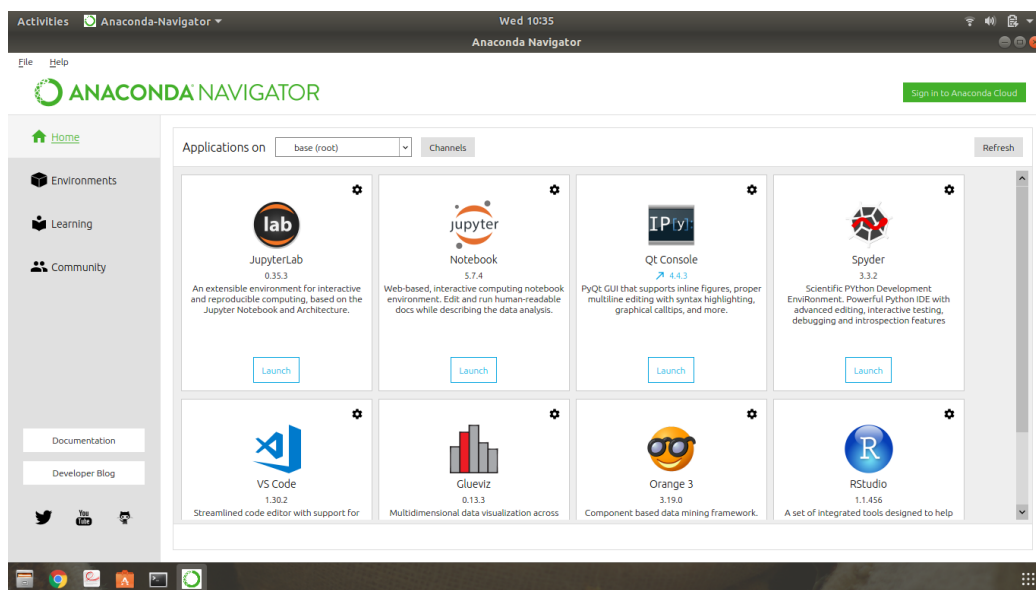 Activities Anaconda-Navigator Wed 10:35
Anaconda Navigator
File Help
ANACONDA NAVIGATOR
Sign in to Anaconda Cloud
Home
Environments
Learning
Community
Documentation
Developer Blog
You
Tube
Applications on base (root) Channels Refresh
lab
JupyterLab
0.35.3
An extensible environment for interactive
and reproducible computing, based on the
Jupyter Notebook and Architecture.
Launch
jupyter
Notebook
5.7.4
Web-based, interactive computing notebook
environment. Edit and run human-readable
docs while describing the data analysis.
Launch
IP[y]:
Qt Console
4.4.3
PyQt GUI that supports inline figures, proper
multiline editing with syntax highlighting,
graphical calltips, and more.
Launch
Spyder
3.3.2
Scientific PYthon Development
EnviRonment. Powerful Python IDE with
advanced editing, interactive testing,
debugging and introspection features
Launch
VS Code
1.30.2
Streamlined code editor with support for
Glueviz
0.13.3
Multidimensional data visualization across
Orange 3
3.19.0
Component based data mining framework.
R
RStudio
1.1.456
A set of integrated tools designed to help